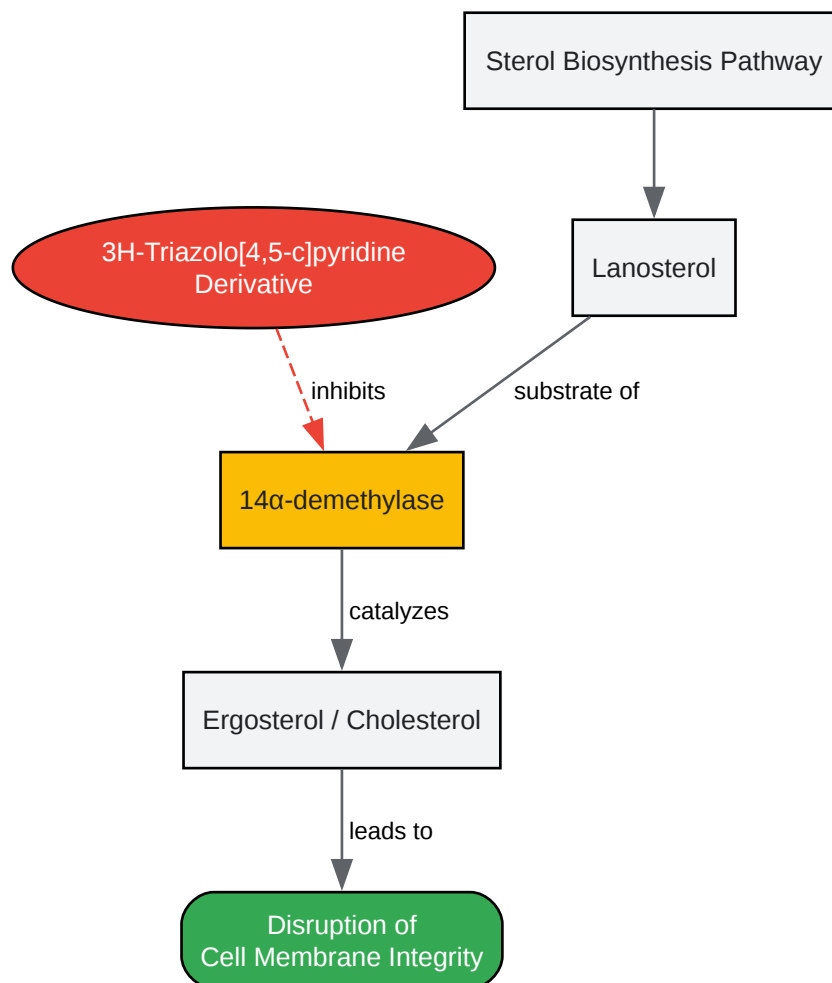 Sterol Biosynthesis Pathway
3H-Triazolo[4,5-c]pyridine
Derivative
Lanosterol
inhibits
substrate of
14α-demethylase
catalyzes
Ergosterol / Cholesterol
leads to
Disruption of
Cell Membrane Integrity